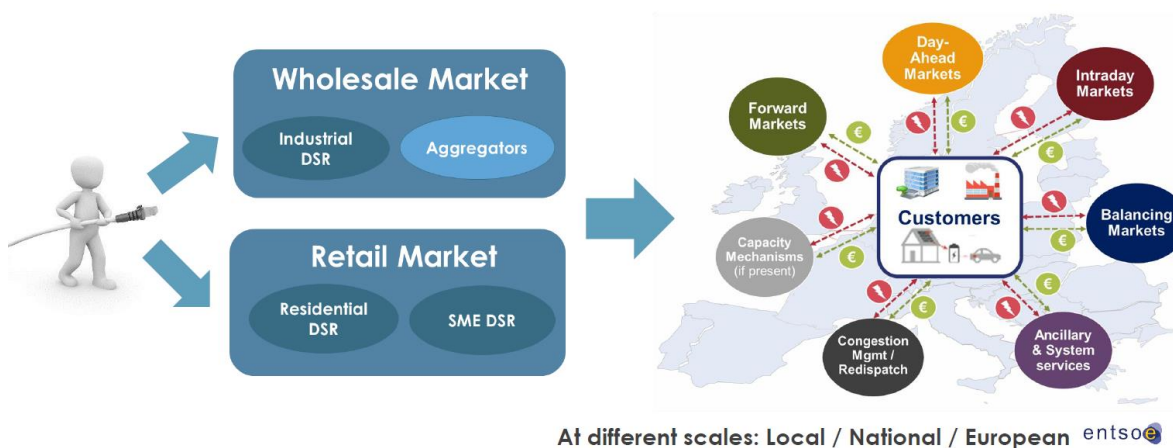 Wholesale Market
Industrial
DSR
Aggregators
Retail Market
Residential
DSR
SME DSR
Day-
Ahead
Markets
Intraday
Markets
Forward
Markets
€
€
€
Customers
Balancing
Markets
€
Capacity
Mechanisms
(if present)
€
€
€
Congestion
Mgmt /
Redispatch
Ancillary
& System
services
At different scales: Local / National / European
entsoe